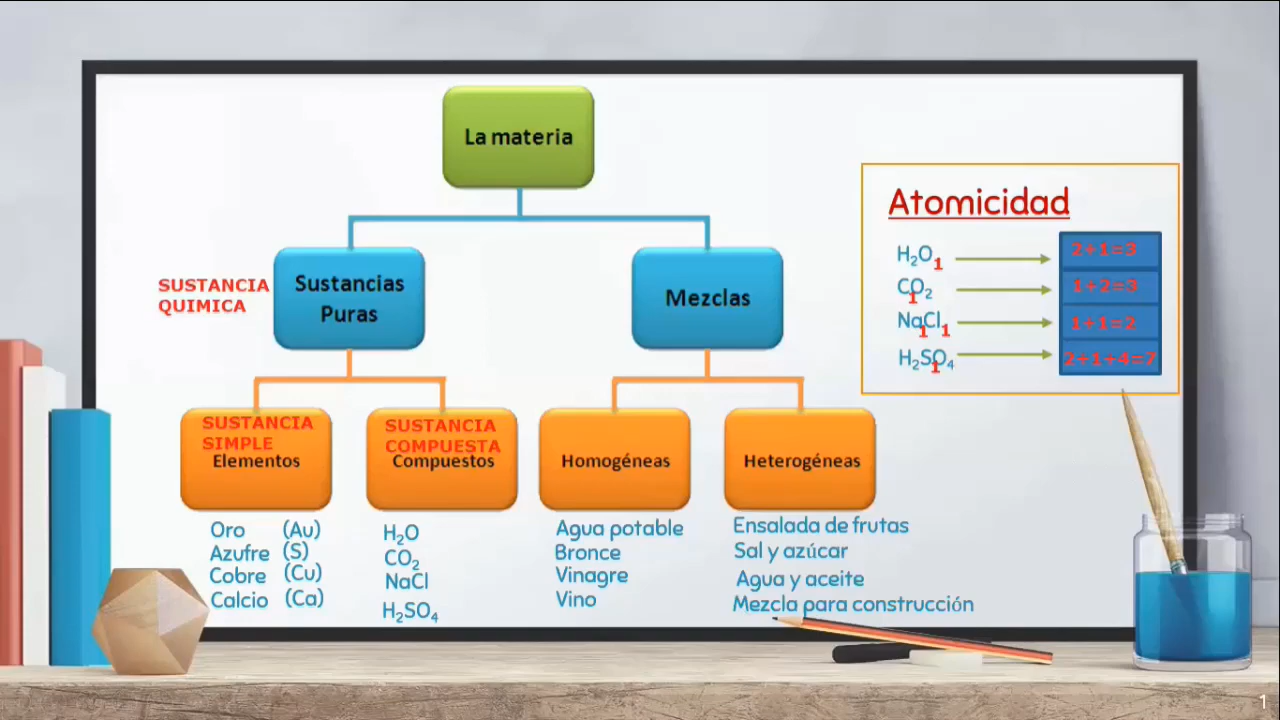 La materia
SUSTANCIA
QUIMICA
Sustancias
Puras
Mezclas
SUSTANCIA
SIMPLE
Elementos
SUSTANCIA
COMPUESTA
Compuestos
Homogéneas
Heterogéneas
Oro (Au)
Azufre (S)
Cobre (Cu)
Calcio (Ca)
H₂O
CO₂
NaCl
H₂SO₄
Agua potable
Bronce
Vinagre
Vino
Ensalada de frutas
Sal y azúcar
Agua y aceite
Mezcla para construcción
Atomicidad
H₂O₁ 2+1=3
C₁O₂ 1+2=3
Na₁Cl₁ 1+1=2
H₂S₁O₄ 2+1+4=7
1